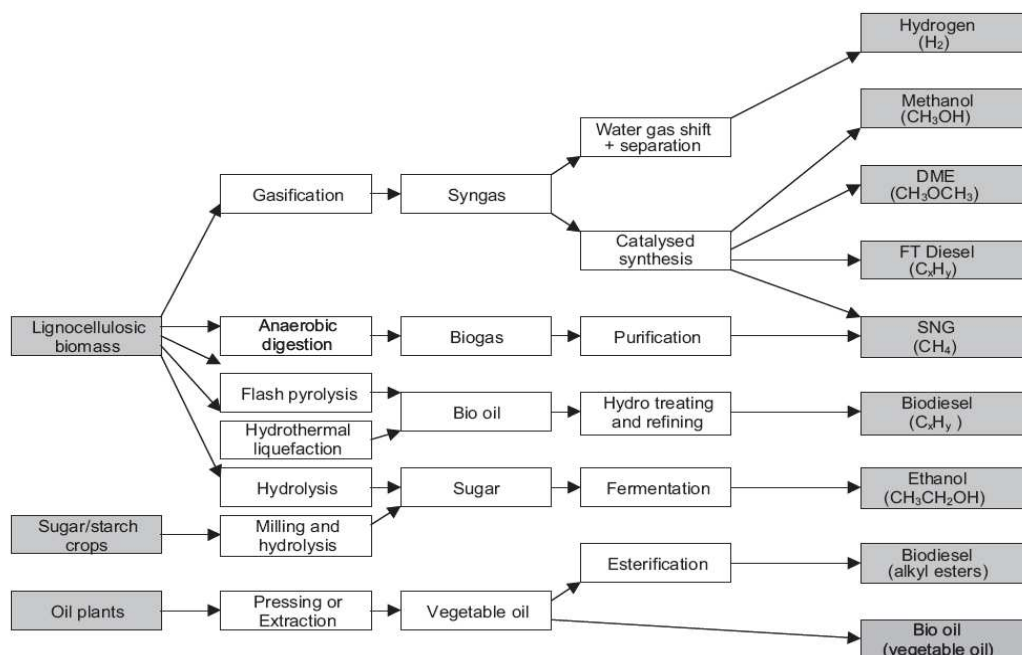 Hydrogen
(H₂)
Methanol
(CH₃OH)
Water gas shift
+ separation
DME
(CH₃OCH₃)
Gasification
Syngas
Catalysed
synthesis
FT Diesel
(CₓHᵧ)
Lignocellulosic
biomass
Anaerobic
digestion
Biogas
Purification
SNG
(CH₄)
Flash pyrolysis
Hydrothermal
liquefaction
Bio oil
Hydro treating
and refining
Biodiesel
(CₓHᵧ )
Hydrolysis
Sugar
Fermentation
Ethanol
(CH₃CH₂OH)
Sugar/starch
crops
Milling and
hydrolysis
Esterification
Biodiesel
(alkyl esters)
Oil plants
Pressing or
Extraction
Vegetable oil
Bio oil
(vegetable oil)